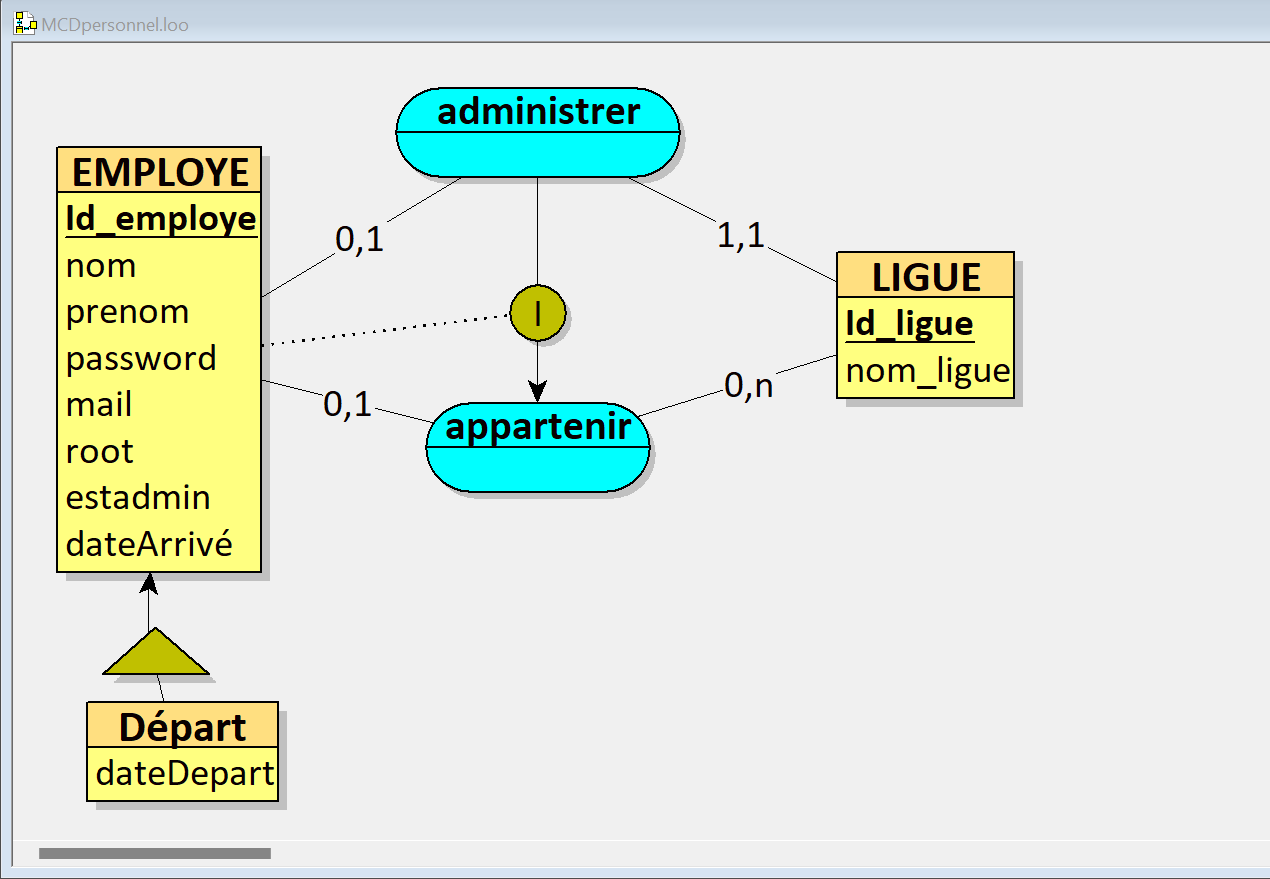 MCDpersonnel.loo
administrer
EMPLOYE
Id_employe
nom
prenom
password
mail
root
estadmin
dateArrivé
0,1
1,1
I
0,1
0,n
LIGUE
Id_ligue
nom_ligue
appartenir
Départ
dateDepart